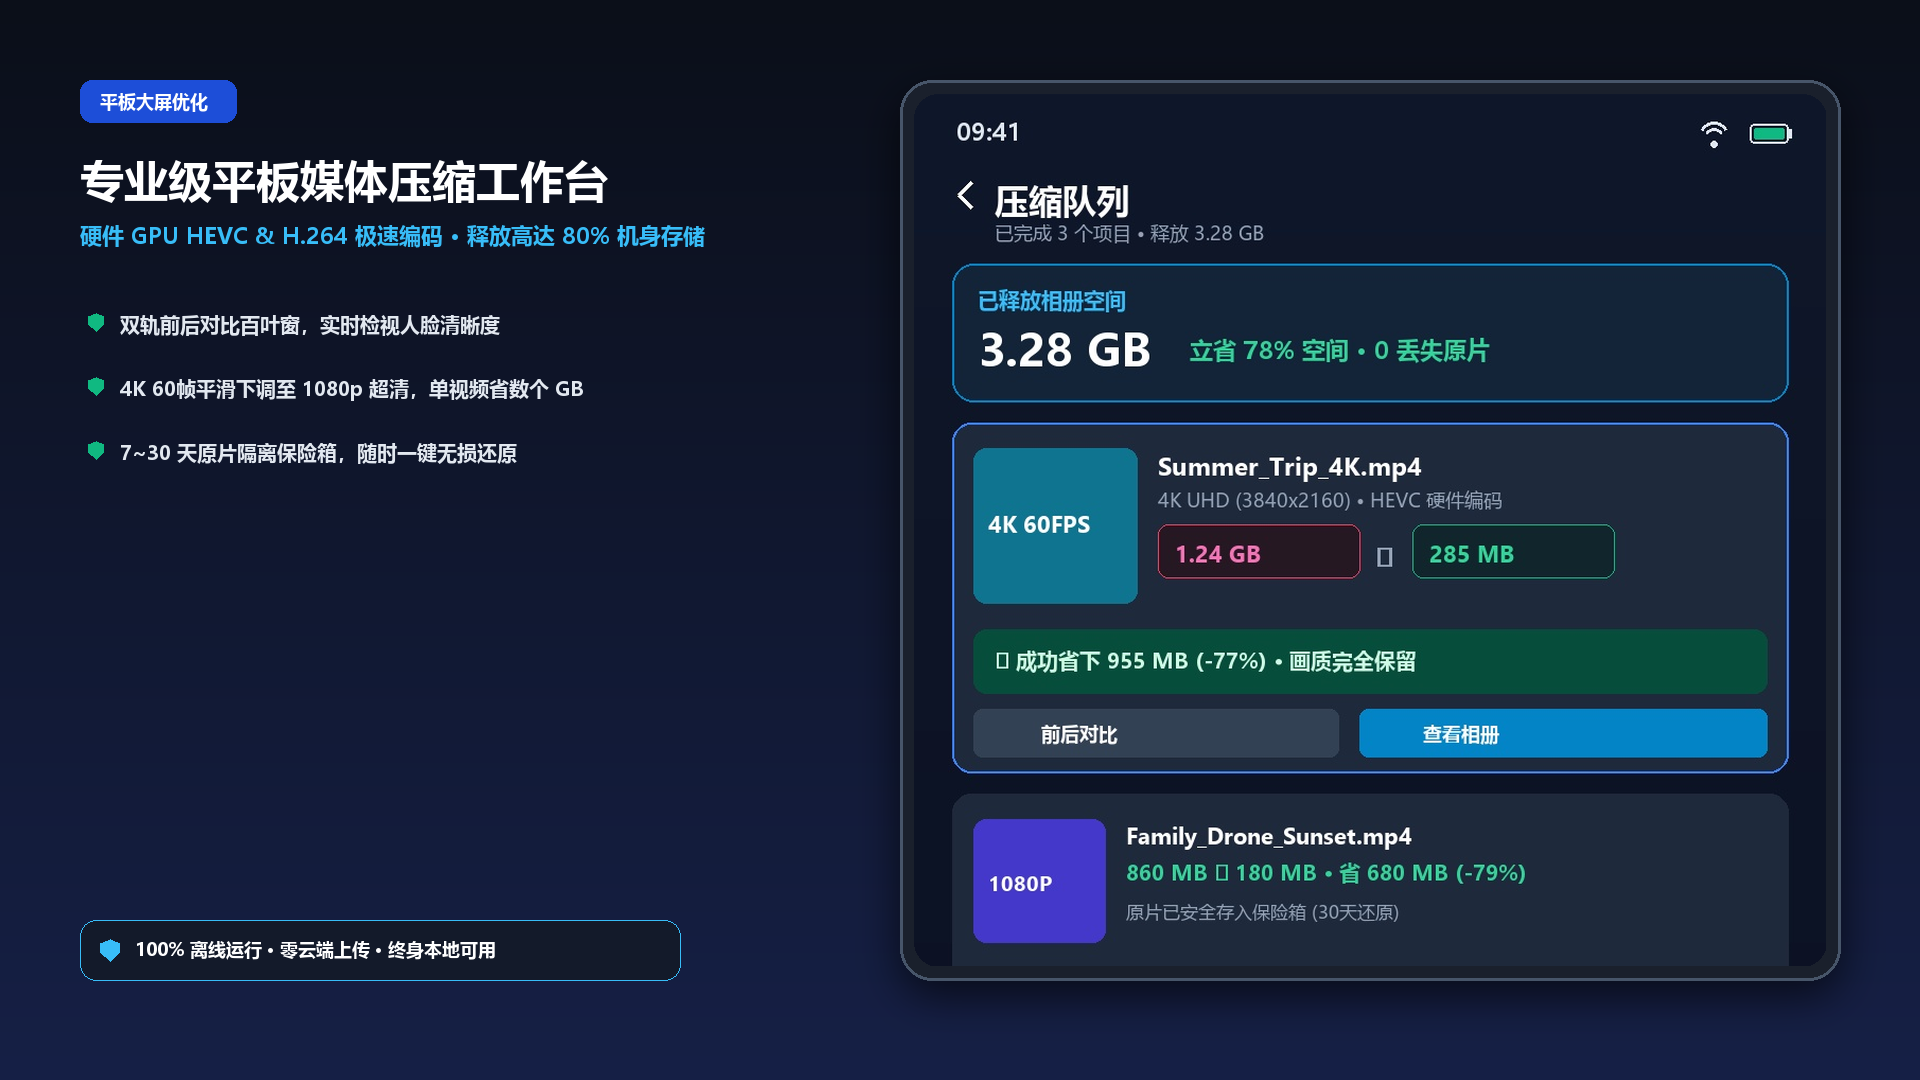 平板大屏优化
专业级平板媒体压缩工作台
硬件 GPU HEVC & H.264 极速编码 • 释放高达 80% 机身存储
双轨前后对比百叶窗，实时检视人脸清晰度
4K 60帧平滑下调至 1080p 超清，单视频省数个 GB
7~30 天原片隔离保险箱，随时一键无损还原
100% 离线运行 • 零云端上传 • 终身本地可用
09:41
压缩队列
已完成 3 个项目 • 释放 3.28 GB
已释放相册空间
3.28 GB
立省 78% 空间 • 0 丢失原片
4K 60FPS
Summer_Trip_4K.mp4
4K UHD (3840x2160) • HEVC 硬件编码
1.24 GB
285 MB
成功省下 955 MB (-77%) • 画质完全保留
前后对比
查看相册
1080P
Family_Drone_Sunset.mp4
860 MB 180 MB • 省 680 MB (-79%)
原片已安全存入保险箱 (30天还原)